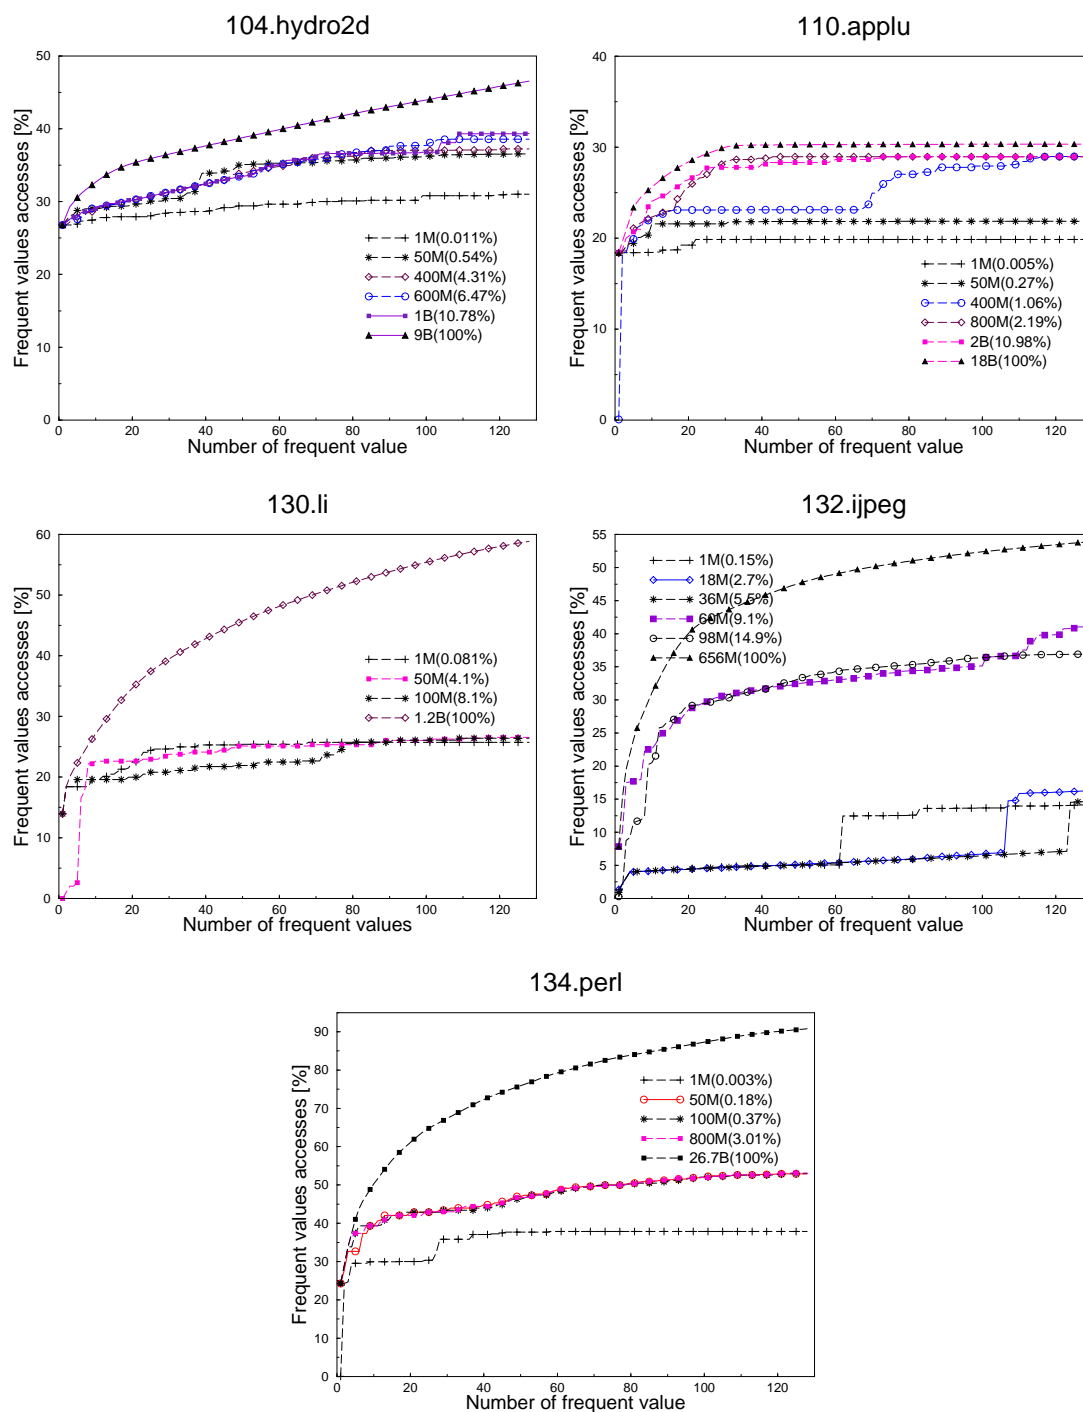 104.hydro2d
Frequent values accesses [%]
50
40
30
20
10
0
1M(0.011%)
50M(0.54%)
400M(4.31%)
600M(6.47%)
1B(10.78%)
9B(100%)
0 20 40 60 80 100 120
Number of frequent value
110.applu
Frequent values accesses [%]
40
30
20
10
0
1M(0.005%)
50M(0.27%)
400M(1.06%)
800M(2.19%)
2B(10.98%)
18B(100%)
0 20 40 60 80 100 120
Number of frequent value
130.li
Frequent values accesses [%]
60
50
40
30
20
10
0
1M(0.081%)
50M(4.1%)
100M(8.1%)
1.2B(100%)
0 20 40 60 80 100 120
Number of frequent values
132.ijpeg
Frequent values accesses [%]
55
50
45
40
35
30
25
20
15
10
5
0
1M(0.15%)
18M(2.7%)
36M(5.5%)
60M(9.1%)
98M(14.9%)
656M(100%)
0 20 40 60 80 100 120
Number of frequent value
134.perl
Frequent values accesses [%]
90
80
70
60
50
40
30
20
10
0
1M(0.003%)
50M(0.18%)
100M(0.37%)
800M(3.01%)
26.7B(100%)
0 20 40 60 80 100 120
Number of frequent value